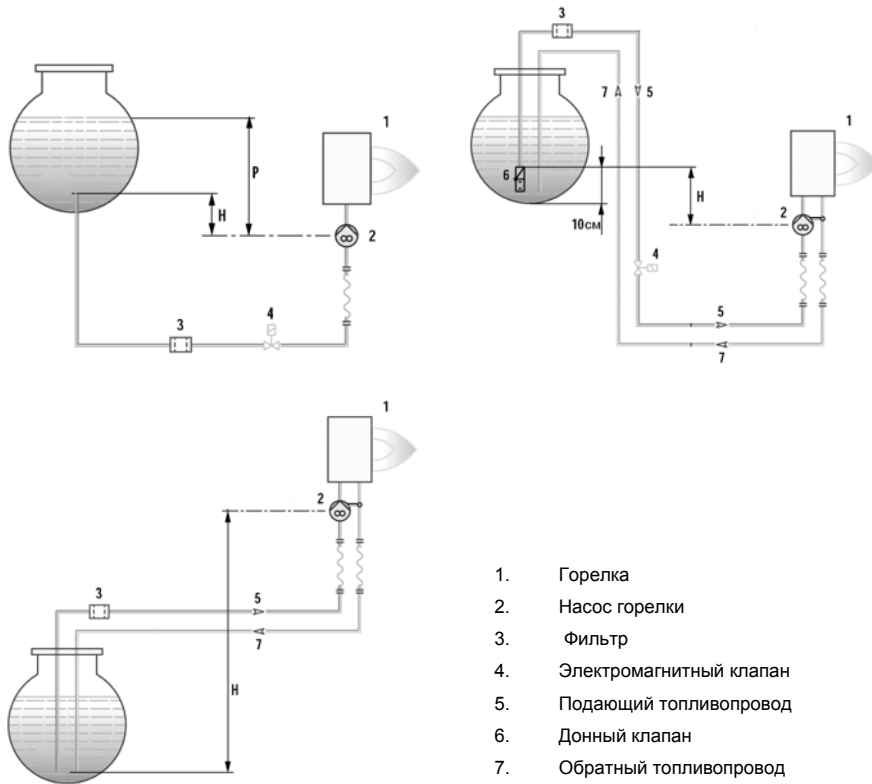 1
P
H
2
4
3
3
7
5
1
6
H
10см
2
4
5
7
1
2
3
5
7
H
1. Горелка
2. Насос горелки
3. Фильтр
4. Электромагнитный клапан
5. Подающий топливопровод
6. Донный клапан
7. Обратный топливопровод